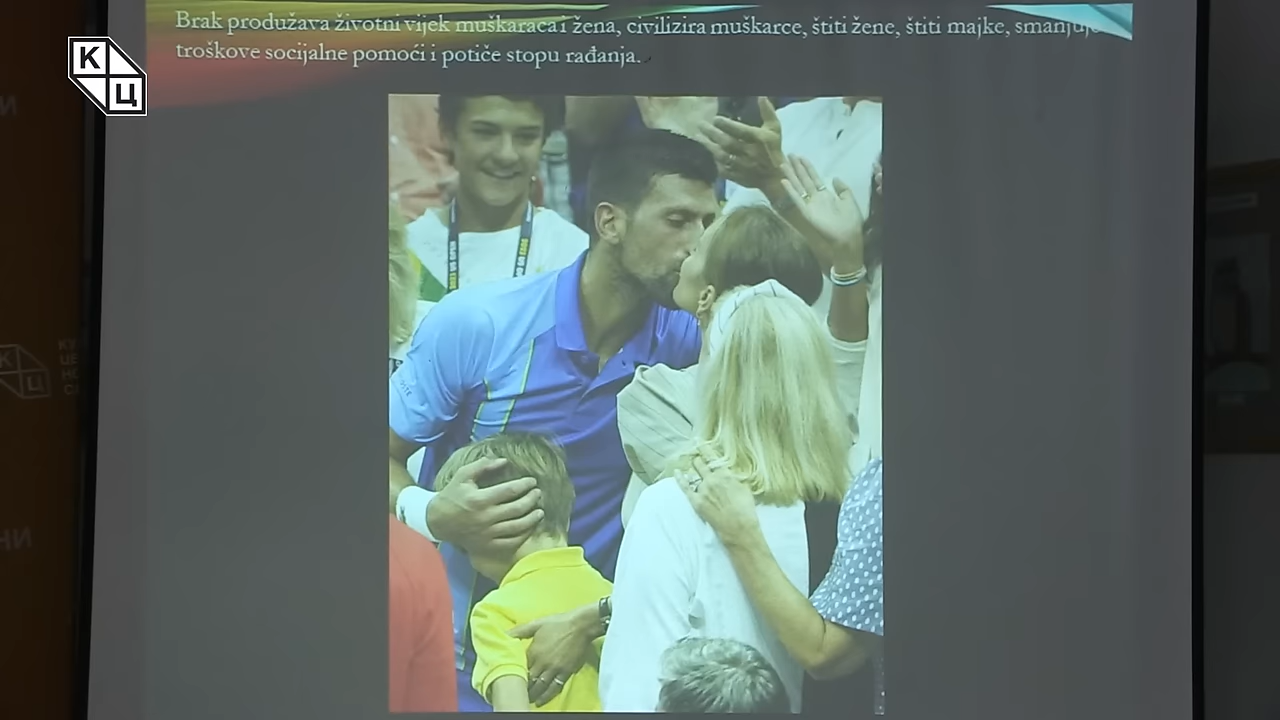 Brak produžava životni vijek muškaraca i žena, civilizira muškarce, štiti žene, štiti majke, smanjuje
troškove socijalne pomoći i potiče stopu rađanja.
К
Ц
К
Ц